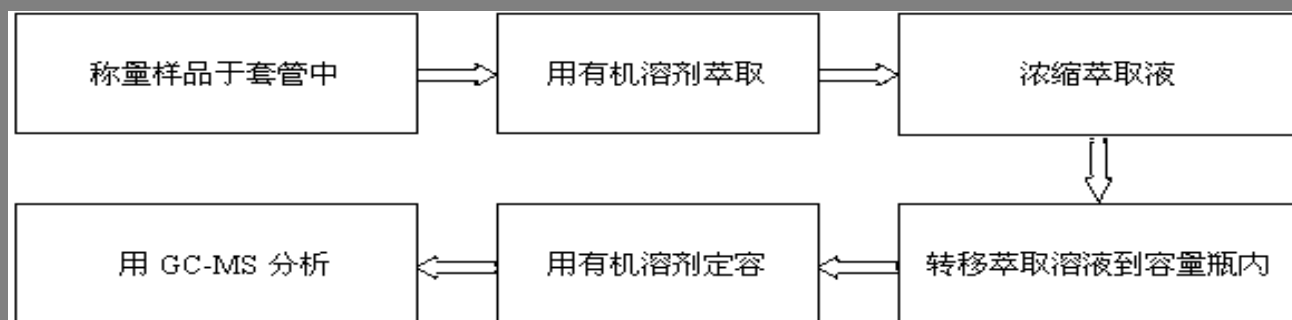 称量样品于套管中
用有机溶剂萃取
浓缩萃取液
转移萃取溶液到容量瓶内
用有机溶剂定容
用 GC-MS 分析